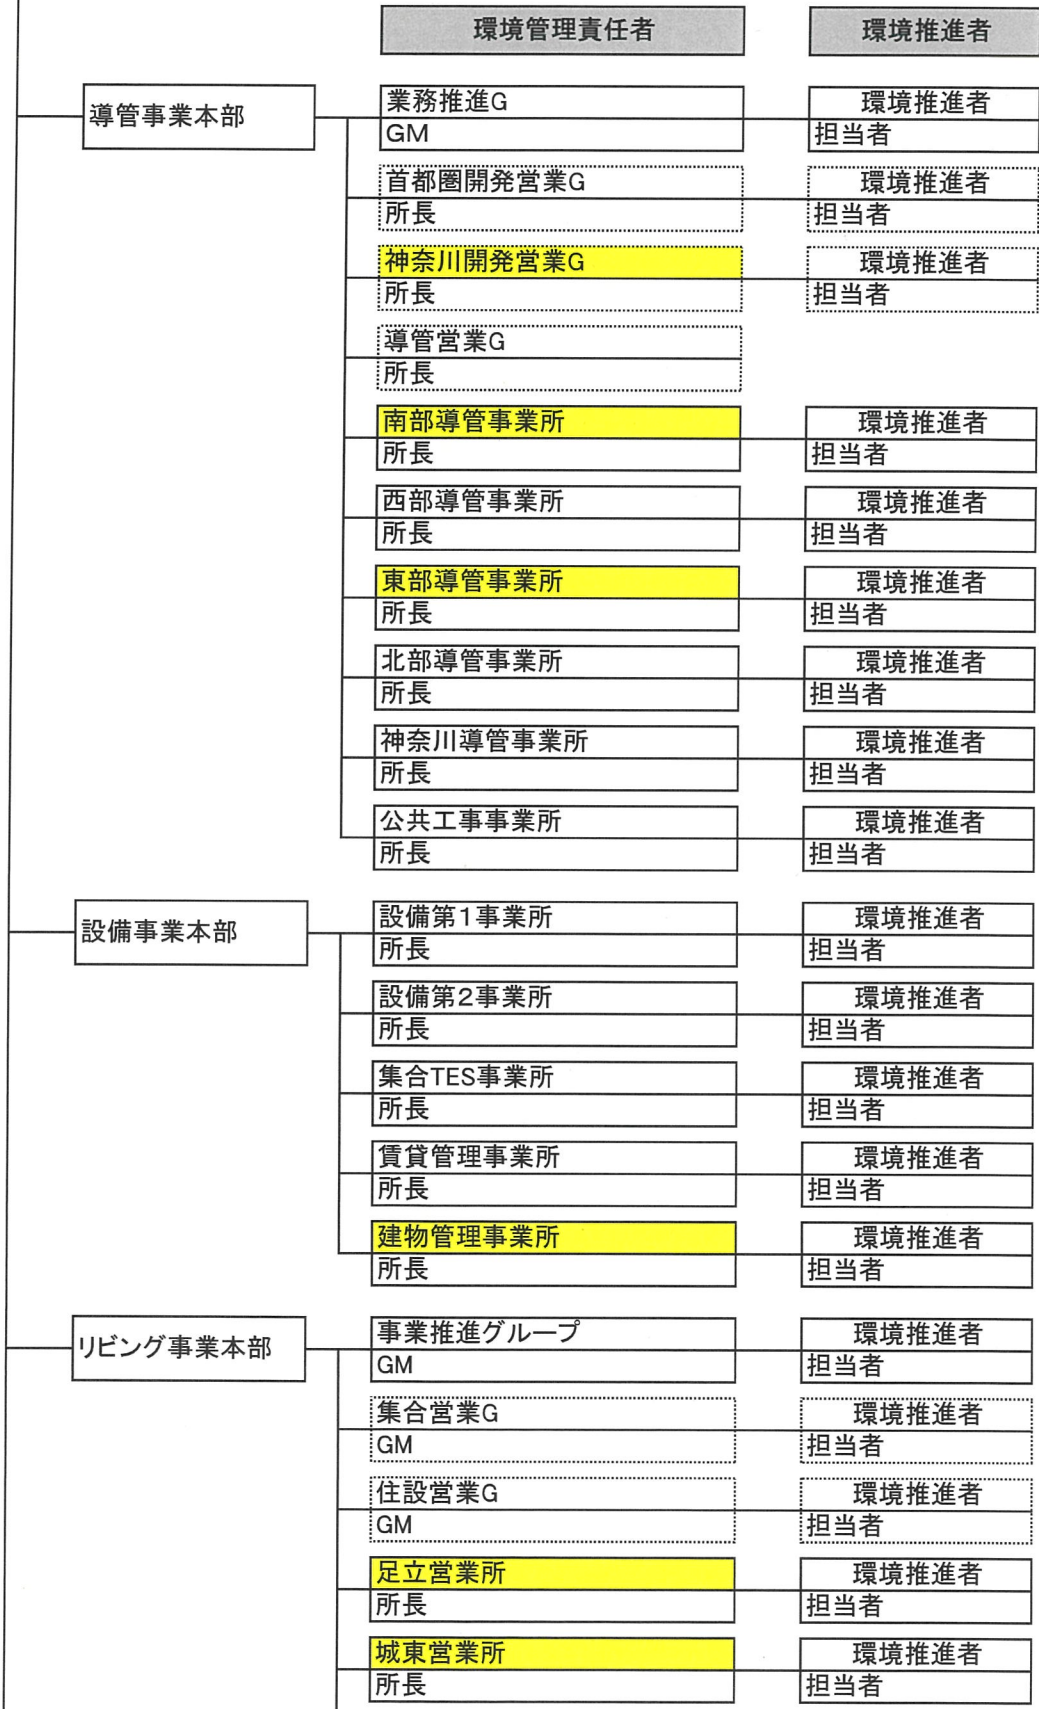 環境管理責任者
環境推進者
導管事業本部
業務推進G
環境推進者
GM
担当者
首都圏開発営業G
環境推進者
所長
担当者
神奈川開発営業G
環境推進者
所長
担当者
導管営業G
所長
南部導管事業所
環境推進者
所長
担当者
西部導管事業所
環境推進者
所長
担当者
東部導管事業所
環境推進者
所長
担当者
北部導管事業所
環境推進者
所長
担当者
神奈川導管事業所
環境推進者
所長
担当者
公共工事事業所
環境推進者
所長
担当者
設備事業本部
設備第1事業所
環境推進者
所長
担当者
設備第2事業所
環境推進者
所長
担当者
集合TES事業所
環境推進者
所長
担当者
賃貸管理事業所
環境推進者
所長
担当者
建物管理事業所
環境推進者
所長
担当者
リビング事業本部
事業推進グループ
環境推進者
GM
担当者
集合営業G
環境推進者
GM
担当者
住設営業G
環境推進者
GM
担当者
足立営業所
環境推進者
所長
担当者
城東営業所
環境推進者
所長
担当者